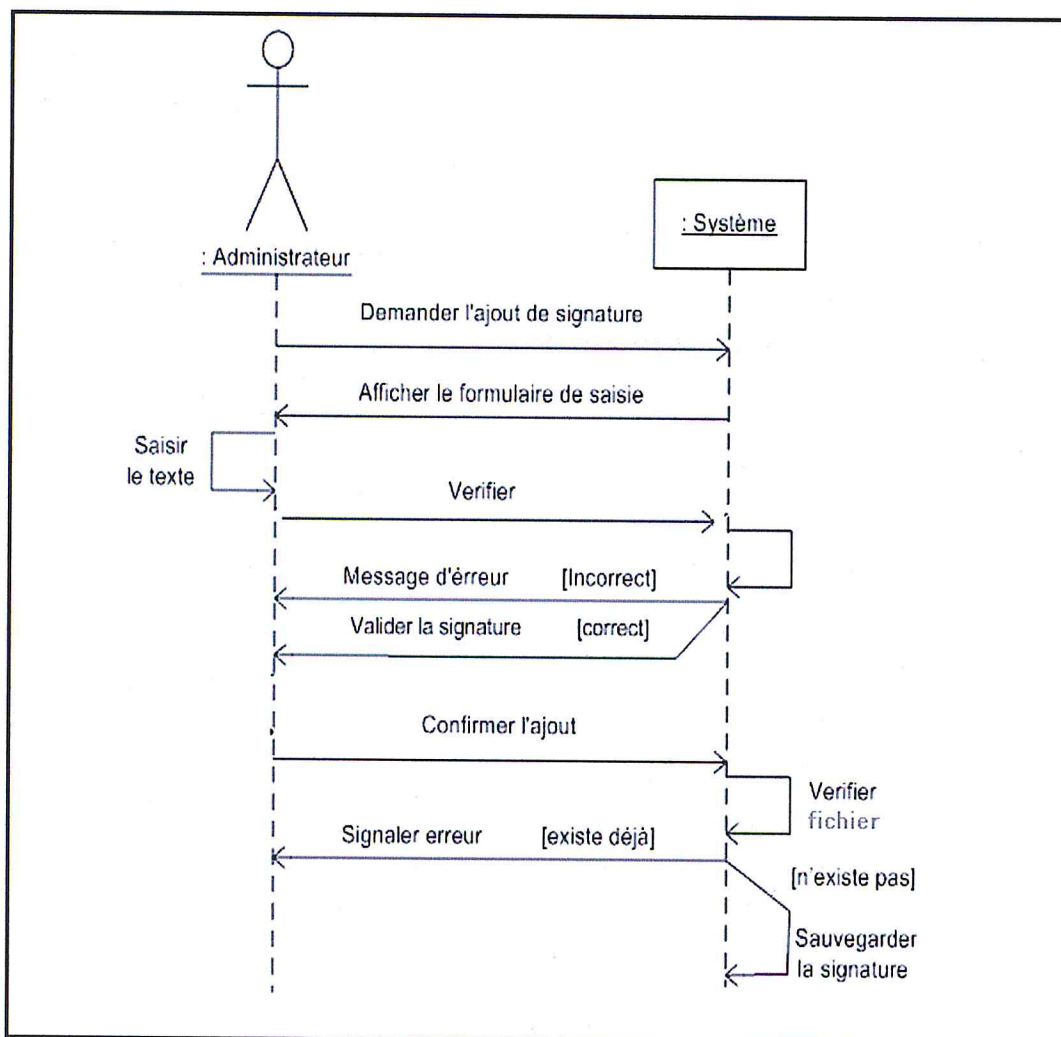 : Système
: Administrateur
Demander l'ajout de signature
Afficher le formulaire de saisie
Saisir
le texte
Verifier
Message d'érreur [Incorrect]
Valider la signature [correct]
Confirmer l'ajout
Verifier
fichier
Signaler erreur [existe déjà]
[n'existe pas]
Sauvegarder
la signature